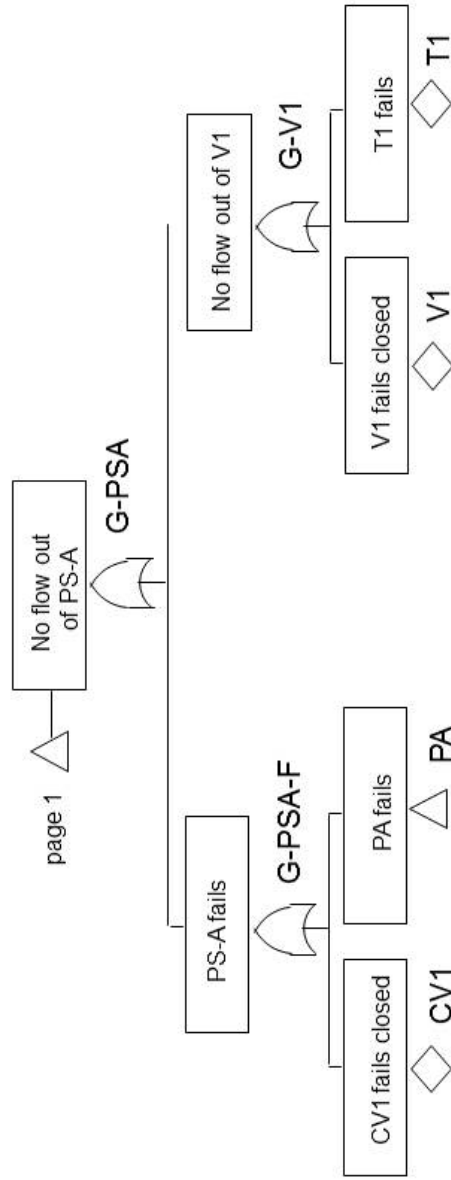 No flow out
of PS-A
page 1
G-PSA
PS-A fails
No flow out of V1
G-PSA-F
G-V1
CV1 fails closed
PA fails
V1 fails closed
T1 fails
CV1
PA
V1
T1